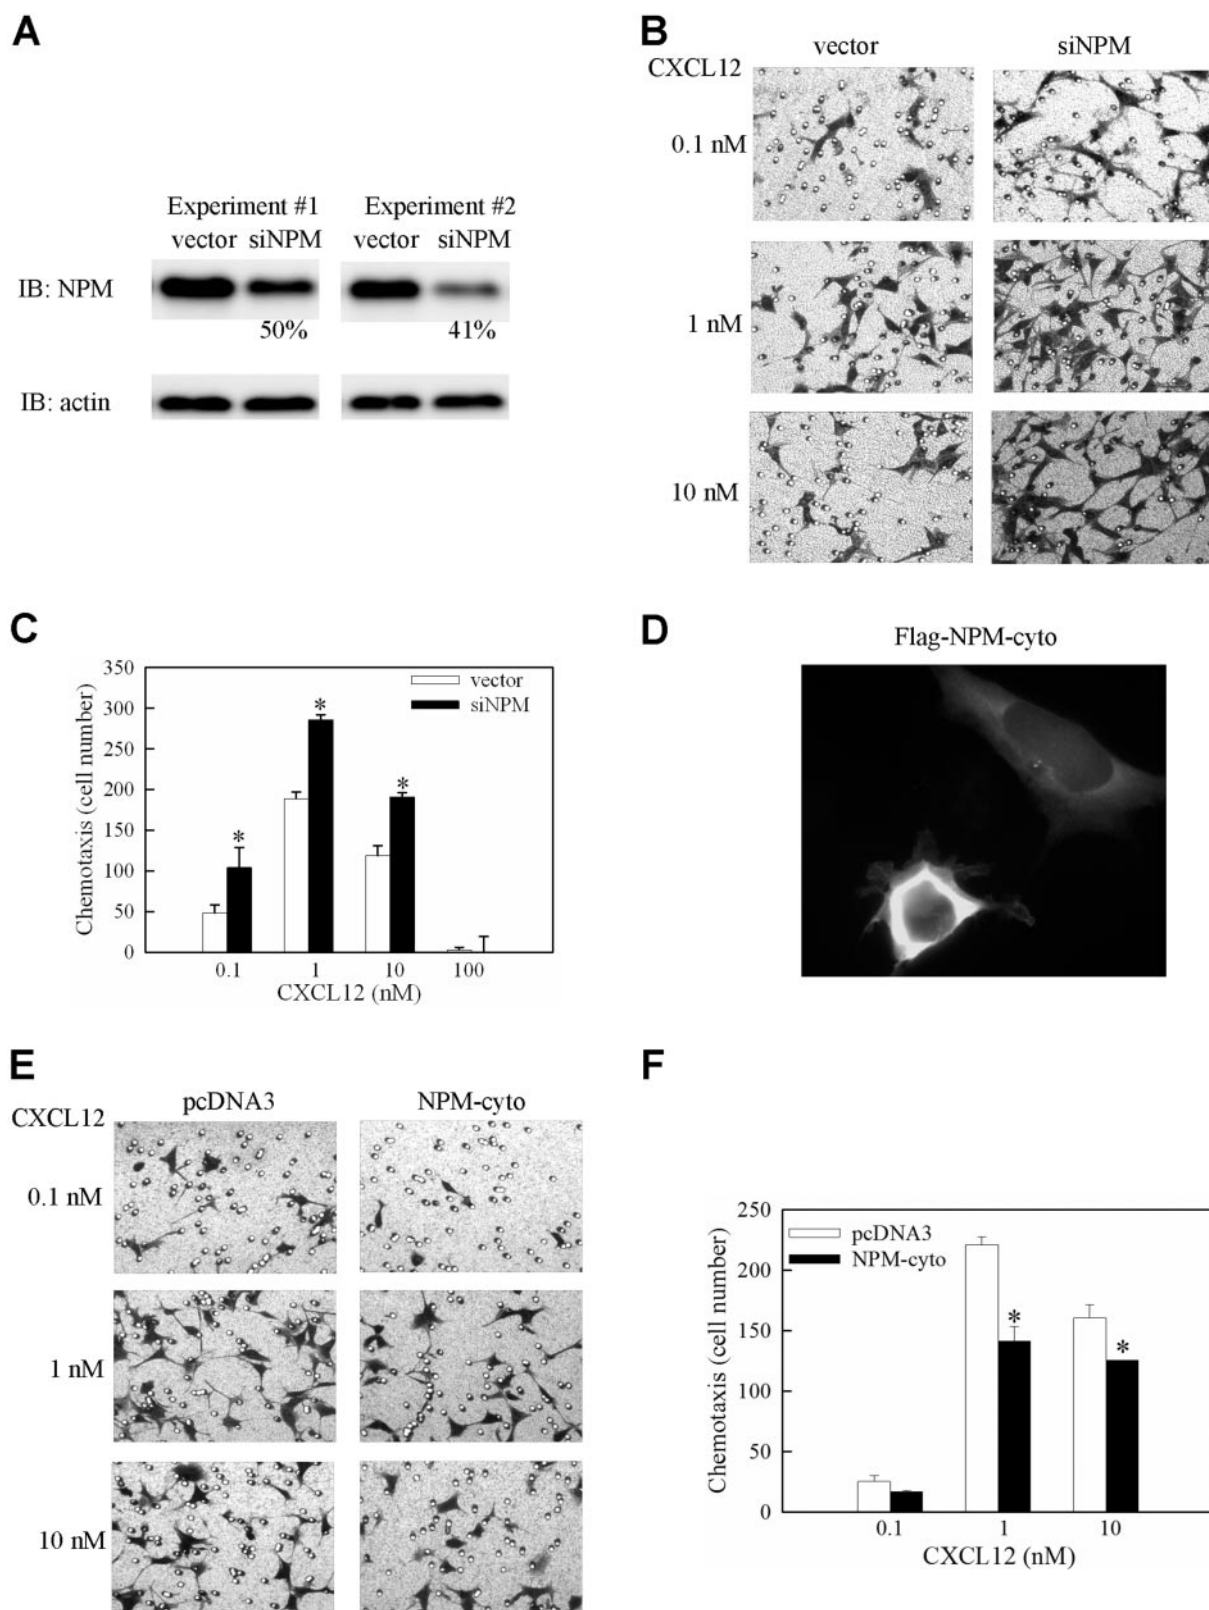 A
Experiment #1 Experiment #2
vector siNPM vector siNPM
IB: NPM
50% 41%
IB: actin
B
vector siNPM
CXCL12
0.1 nM
1 nM
10 nM
C
350
300
250
200
150
100
50
0
Chemotaxis (cell number)
vector
siNPM
* * *
0.1 1 10 100
CXCL12 (nM)
D
Flag-NPM-cyto
E
pcDNA3 NPM-cyto
CXCL12
0.1 nM
1 nM
10 nM
F
250
200
150
100
50
0
Chemotaxis (cell number)
pcDNA3
NPM-cyto
* *
0.1 1 10
CXCL12 (nM)